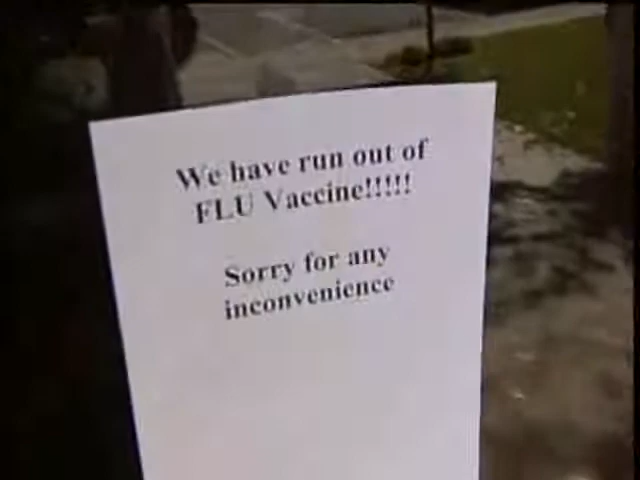 We have run out of
FLU Vaccine!!!!!
Sorry for any
inconvenience